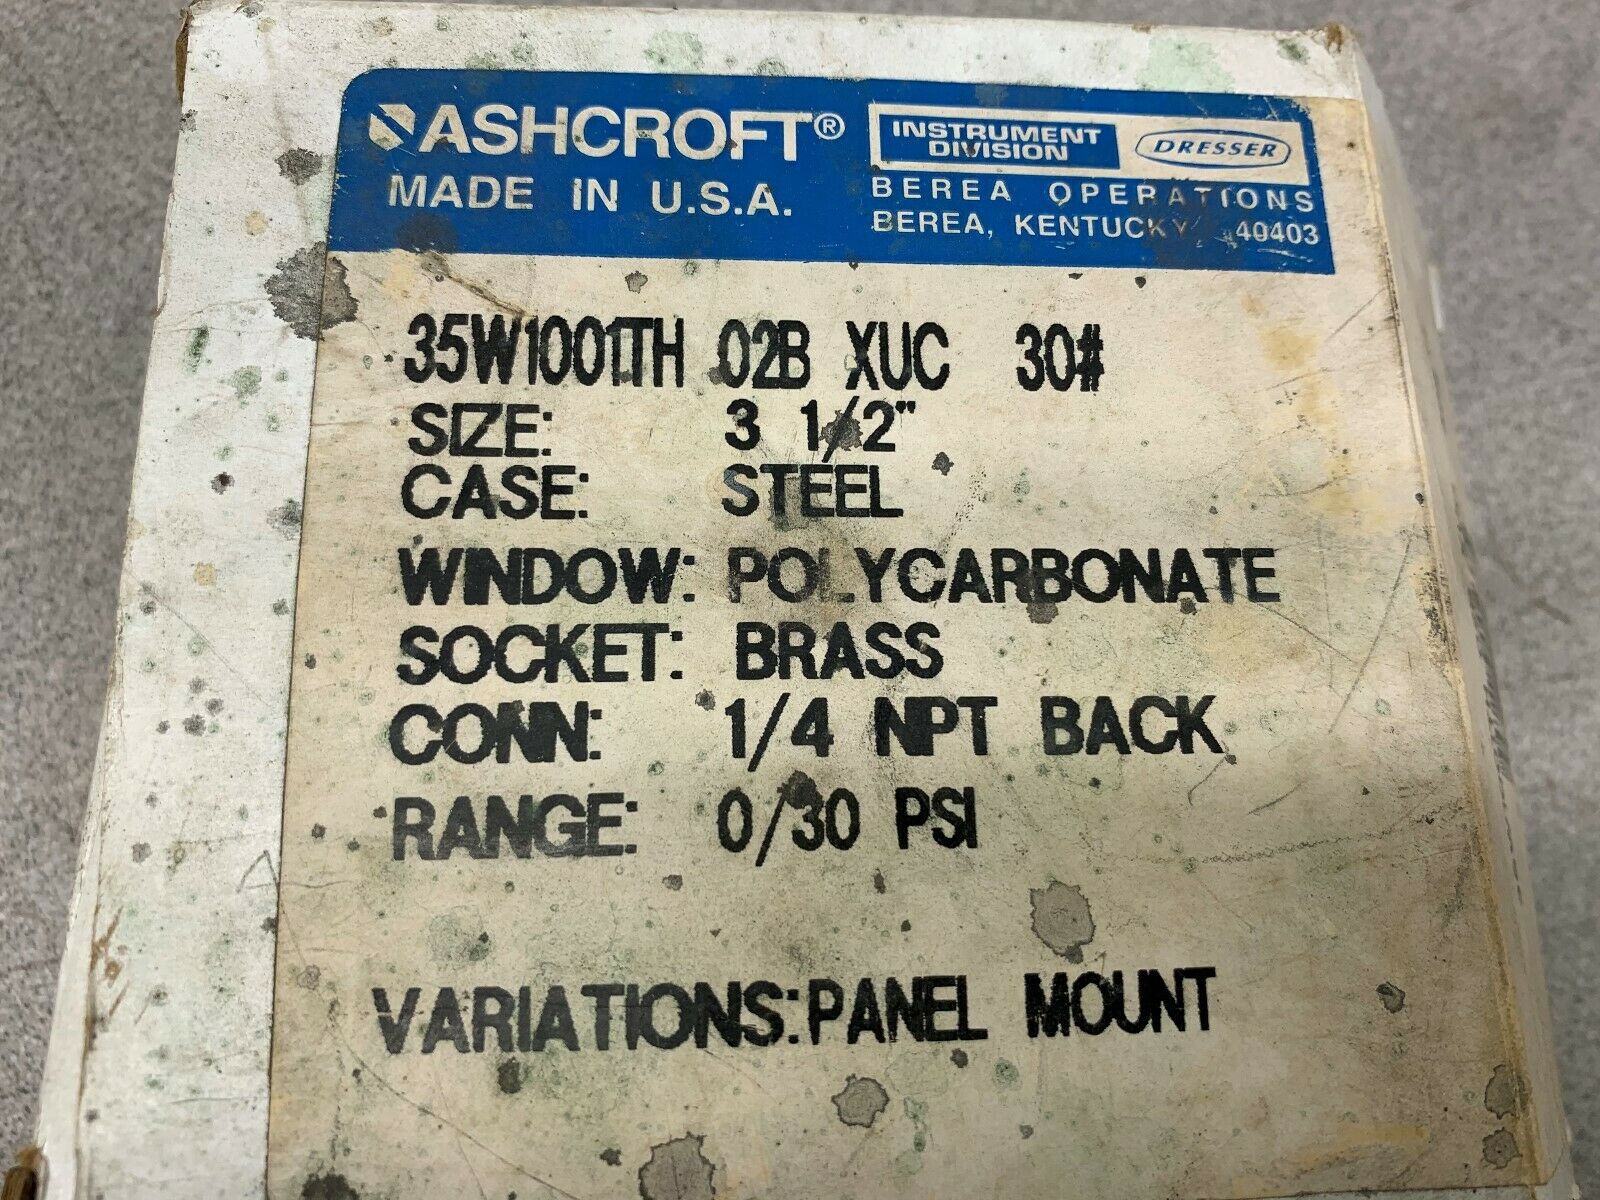 ASHCROFT®
MADE IN U.S.A.
INSTRUMENT
DIVISION
DRESSER
BEREA OPERATIONS
BEREA, KENTUCKY, 40403
35W1001TH 02B XUC 30#
SIZE: 3 1/2"
CASE: STEEL
WINDOW: POLYCARBONATE
SOCKET: BRASS
CONN: 1/4 NPT BACK
RANGE: 0/30 PSI
VARIATIONS: PANEL MOUNT